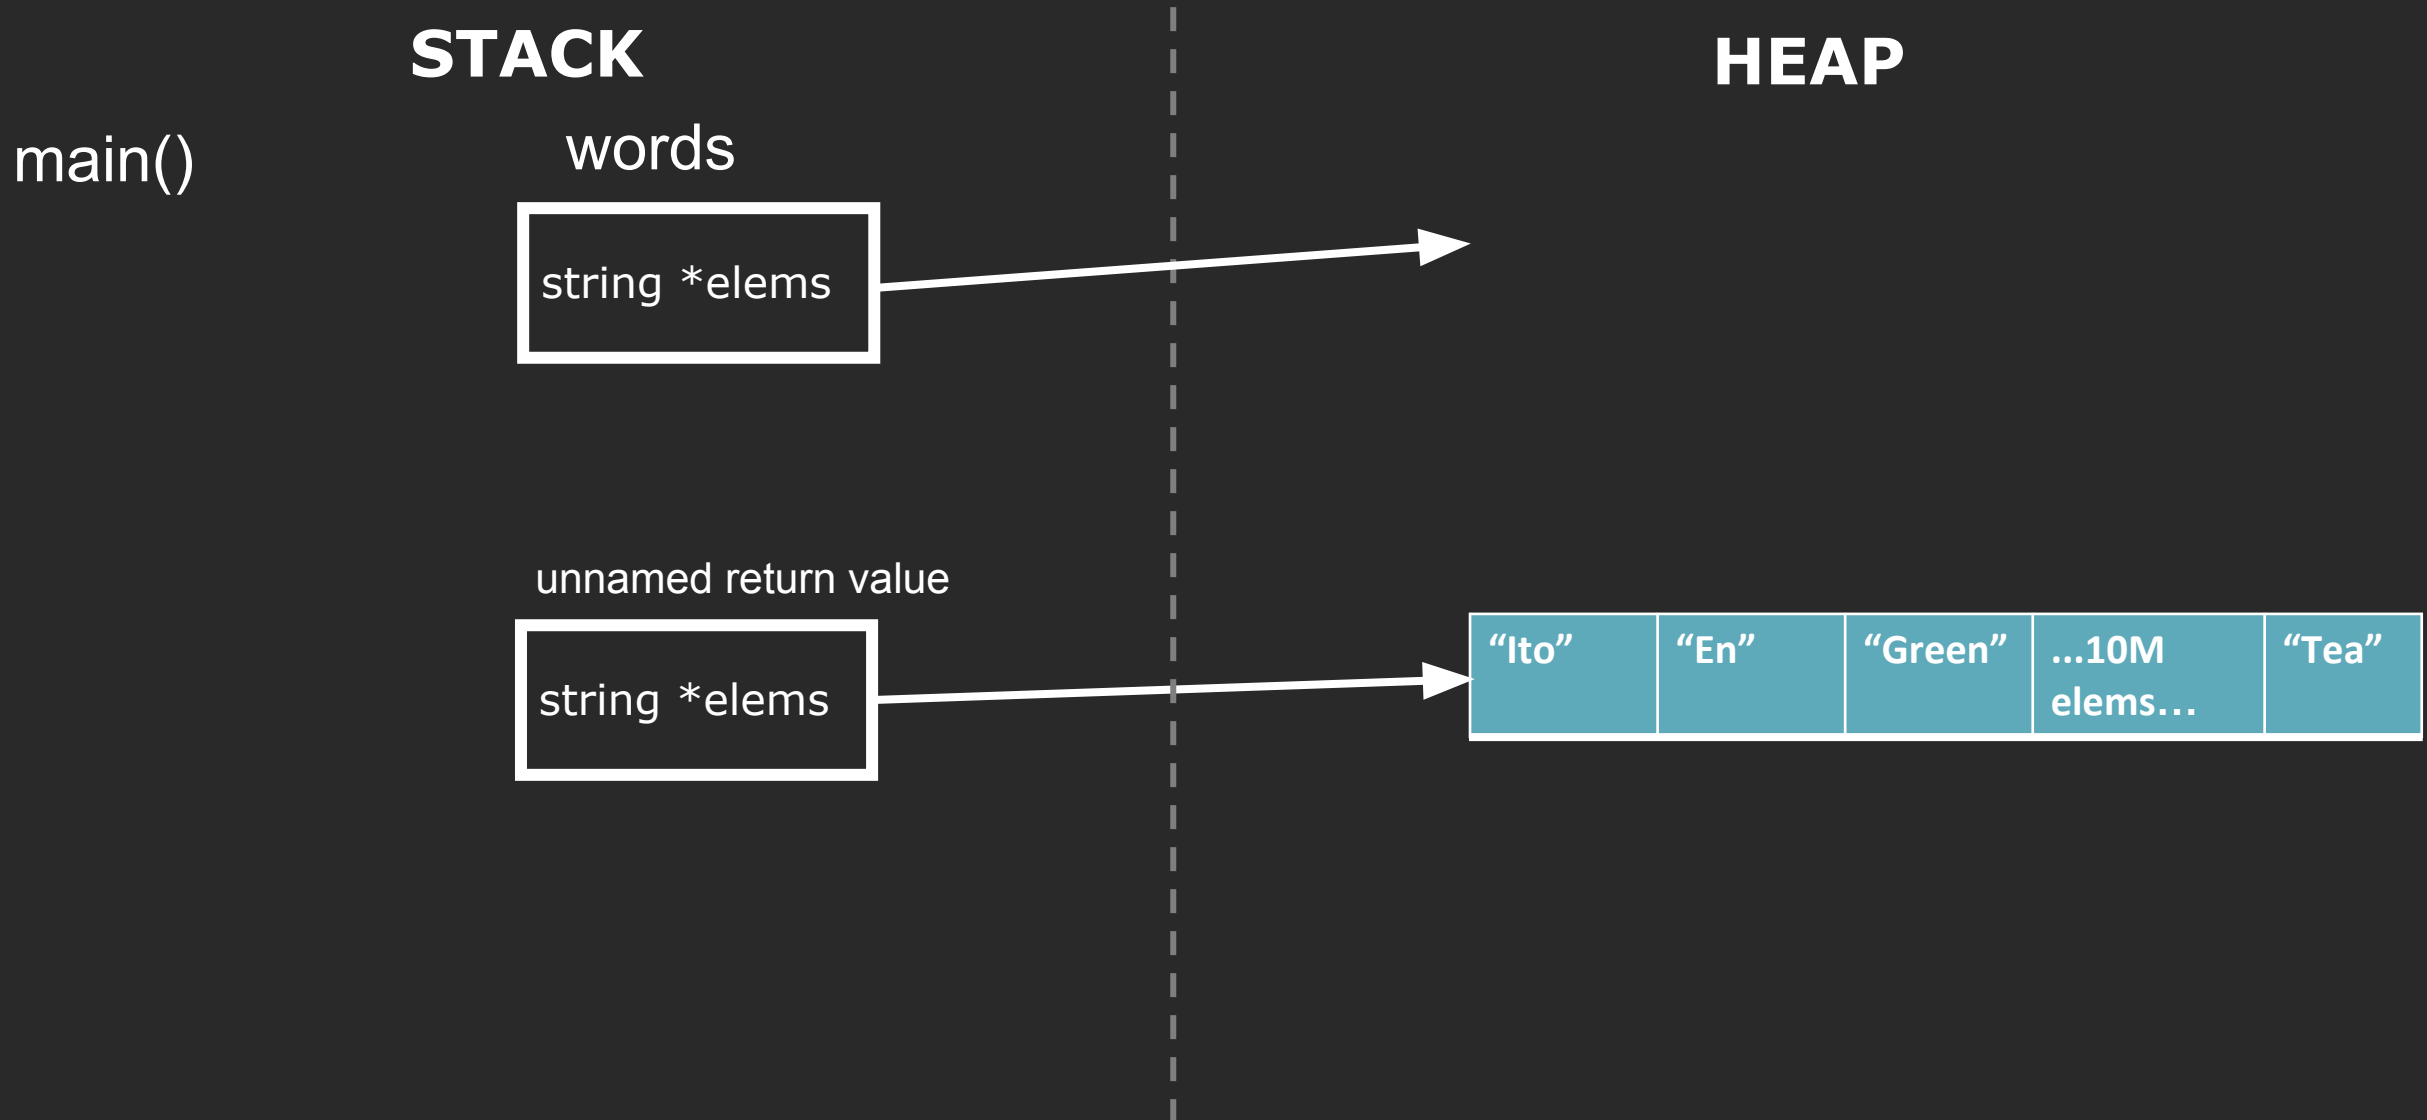 STACK
HEAP
main()
words
string *elems
unnamed return value
string *elems
“Ito”
“En”
“Green”
...10M
elems…
“Tea”